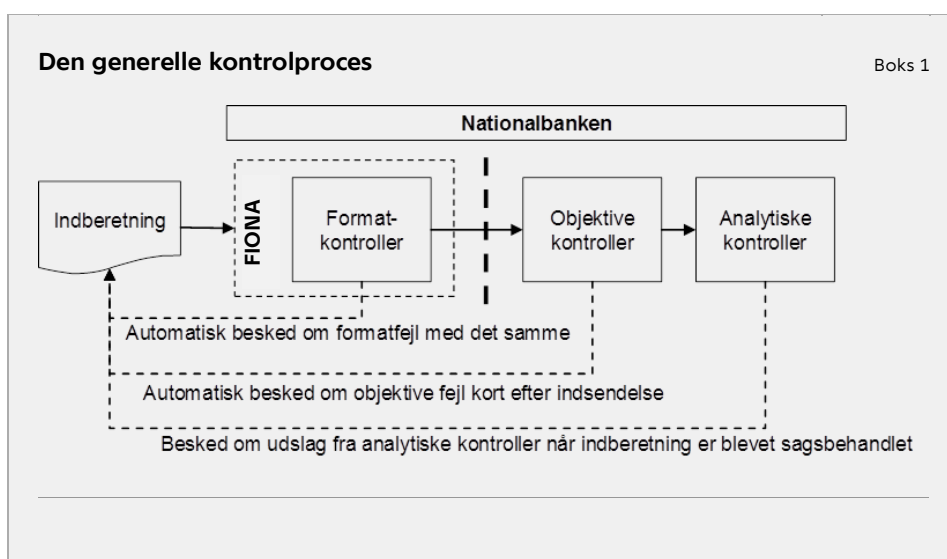 Den generelle kontrolproces
Boks 1
Nationalbanken
Indberetning
FIONA
Format-
kontroller
Objektive
kontroller
Analytiske
kontroller
Automatisk besked om formatfejl med det samme
Automatisk besked om objektive fejl kort efter indsendelse
Besked om udslag fra analytiske kontroller når indberetning er blevet sagsbehandlet